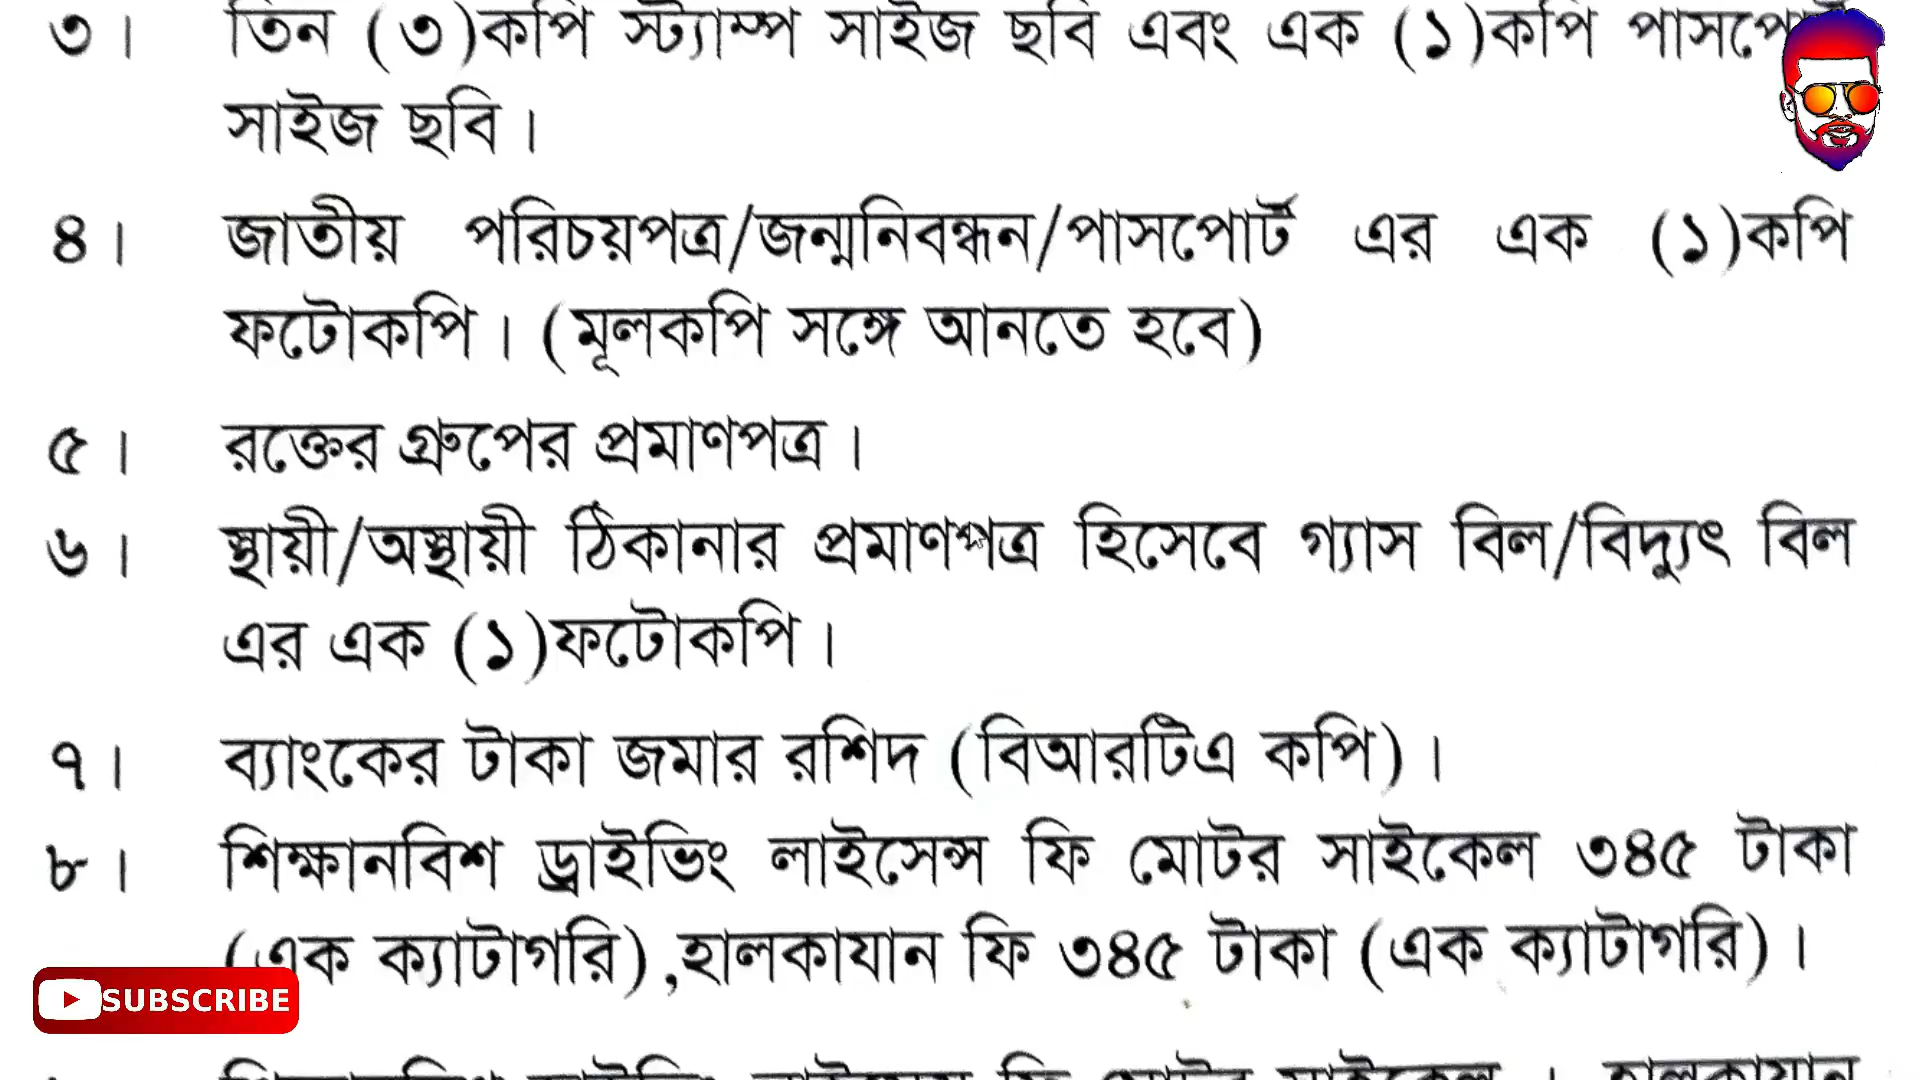 ৩। তিন (৩)কপি স্ট্যাম্প সাইজ ছবি এবং এক (১)কপি
সাইজ ছবি।
৪। জাতীয় পরিচয়পত্র/জন্মনিবন্ধন/পাসপোর্ট এর এক (১)কপি
ফটোকপি। (মূলকপি সঙ্গে আনতে হবে)
৫। রক্তের গ্রুপের প্রমাণপত্র।
৬। স্থায়ী/অস্থায়ী ঠিকানার প্রমাণপত্র হিসেবে গ্যাস বিল/বিদ্যুৎ বিল
এর এক (১)ফটোকপি।
৭। ব্যাংকের টাকা জমার রশিদ (বিআরটিএ কপি)।
৮। শিক্ষানবিশ ড্রাইভিং লাইসেন্স ফি মোটর সাইকেল ৩৪৫ টাকা
(এক ক্যাটাগরি),হালকাযান ফি ৩৪৫ টাকা (এক ক্যাটাগরি)।
SUBSCRIBE